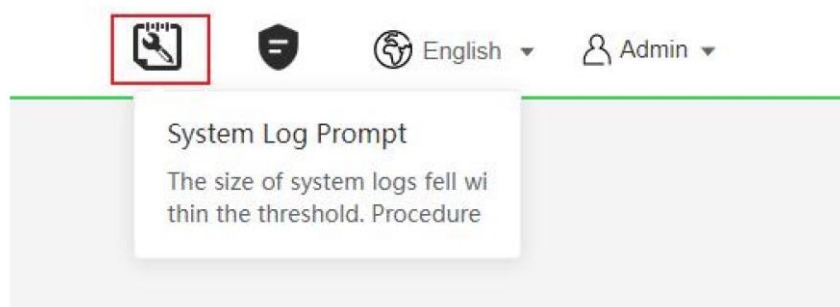 English
Admin
System Log Prompt
The size of system logs fell wi
thin the threshold. Procedure